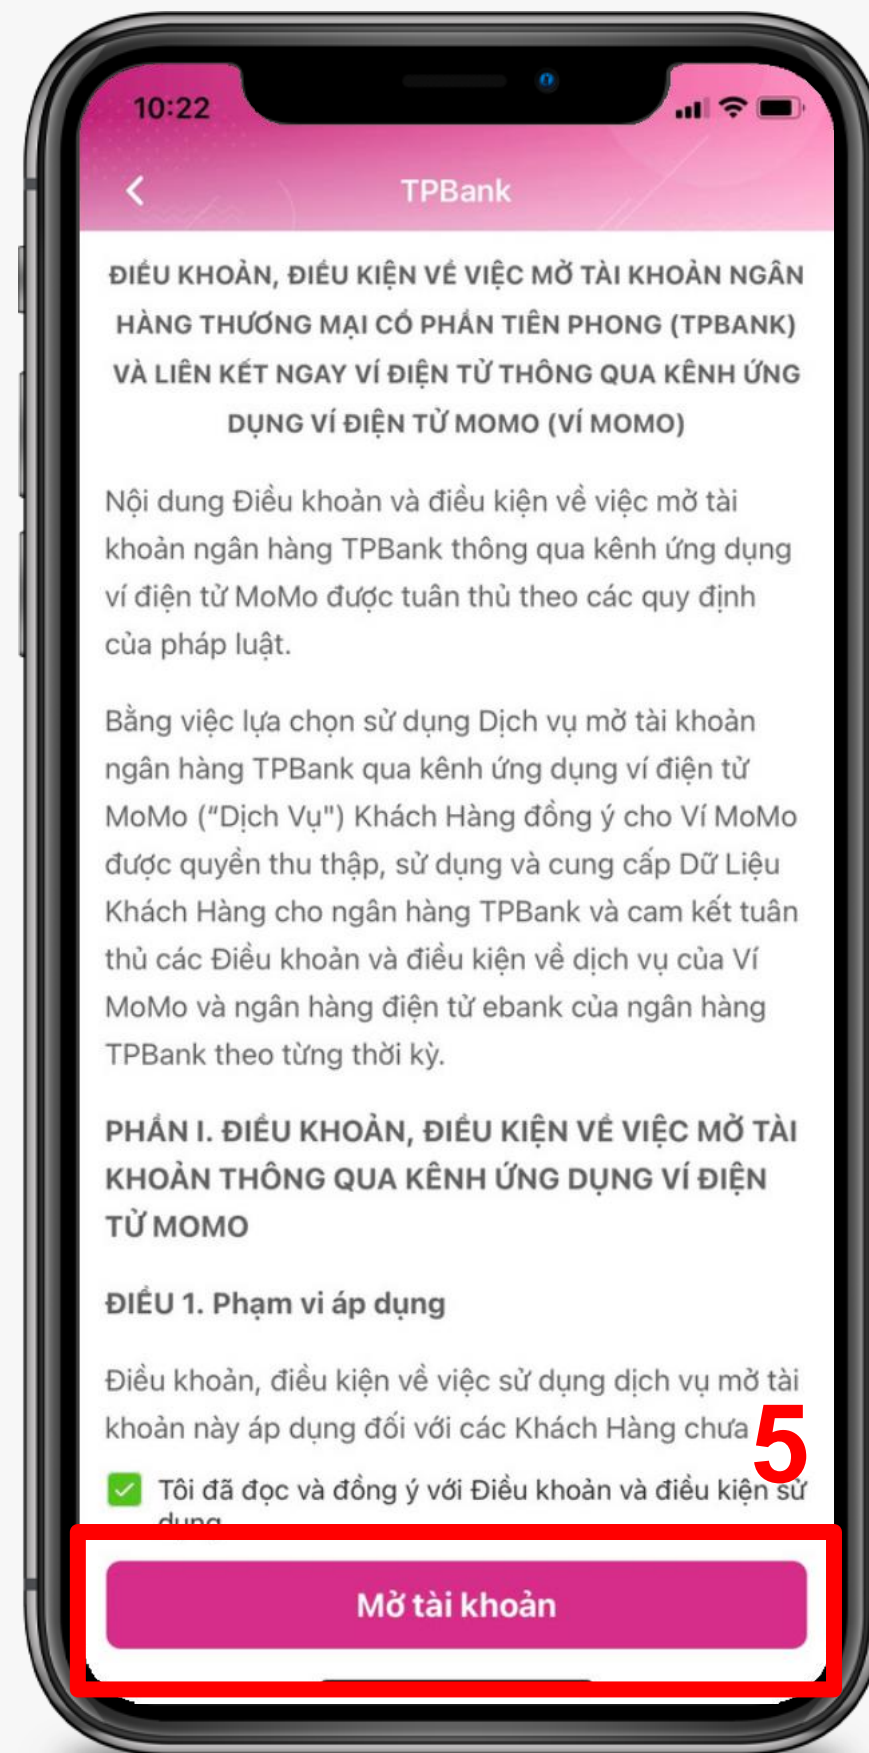 10:22
TPBank
ĐIỀU KHOẢN, ĐIỀU KIỆN VỀ VIỆC MỞ TÀI KHOẢN NGÂN
HÀNG THƯƠNG MẠI CỔ PHẦN TIÊN PHONG (TPBANK)
VÀ LIÊN KẾT NGAY VÍ ĐIỆN TỬ THÔNG QUA KÊNH ỨNG
DỤNG VÍ ĐIỆN TỬ MOMO (VÍ MOMO)
Nội dung Điều khoản và điều kiện về việc mở tài
khoản ngân hàng TPBank thông qua kênh ứng dụng
ví điện tử MoMo được tuân thủ theo các quy định
của pháp luật.
Bằng việc lựa chọn sử dụng Dịch vụ mở tài khoản
ngân hàng TPBank qua kênh ứng dụng ví điện tử
MoMo (“Dịch Vụ") Khách Hàng đồng ý cho Ví MoMo
được quyền thu thập, sử dụng và cung cấp Dữ Liệu
Khách Hàng cho ngân hàng TPBank và cam kết tuân
thủ các Điều khoản và điều kiện về dịch vụ của Ví
MoMo và ngân hàng điện tử ebank của ngân hàng
TPBank theo từng thời kỳ.
PHẦN I. ĐIỀU KHOẢN, ĐIỀU KIỆN VỀ VIỆC MỞ TÀI
KHOẢN THÔNG QUA KÊNH ỨNG DỤNG VÍ ĐIỆN
TỬ MOMO
ĐIỀU 1. Phạm vi áp dụng
Điều khoản, điều kiện về việc sử dụng dịch vụ mở tài
khoản này áp dụng đối với các Khách Hàng chưa
5
Tôi đã đọc và đồng ý với Điều khoản và điều kiện sử
dụng
Mở tài khoản